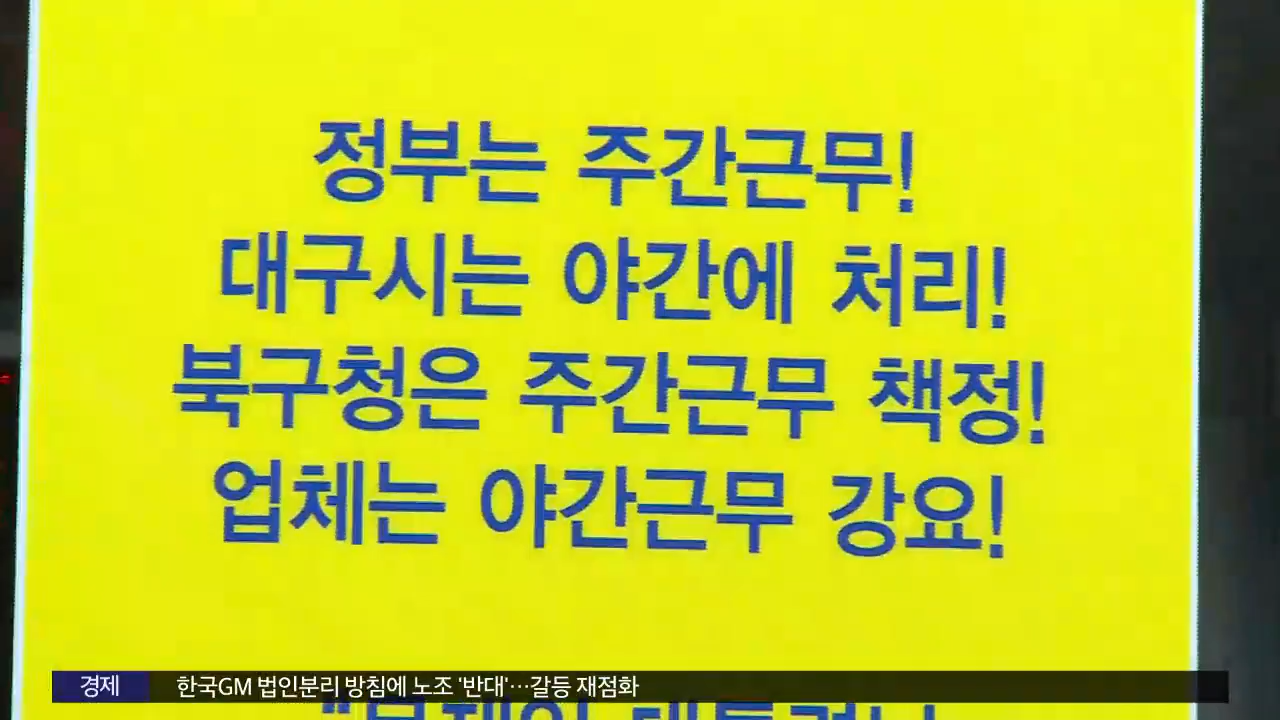 정부는 주간근무!
대구시는 야간에 처리!
북구청은 주간근무 책정!
업체는 야간근무 강요!
경제 한국GM 법인분리 방침에 노조 '반대'…갈등 재점화